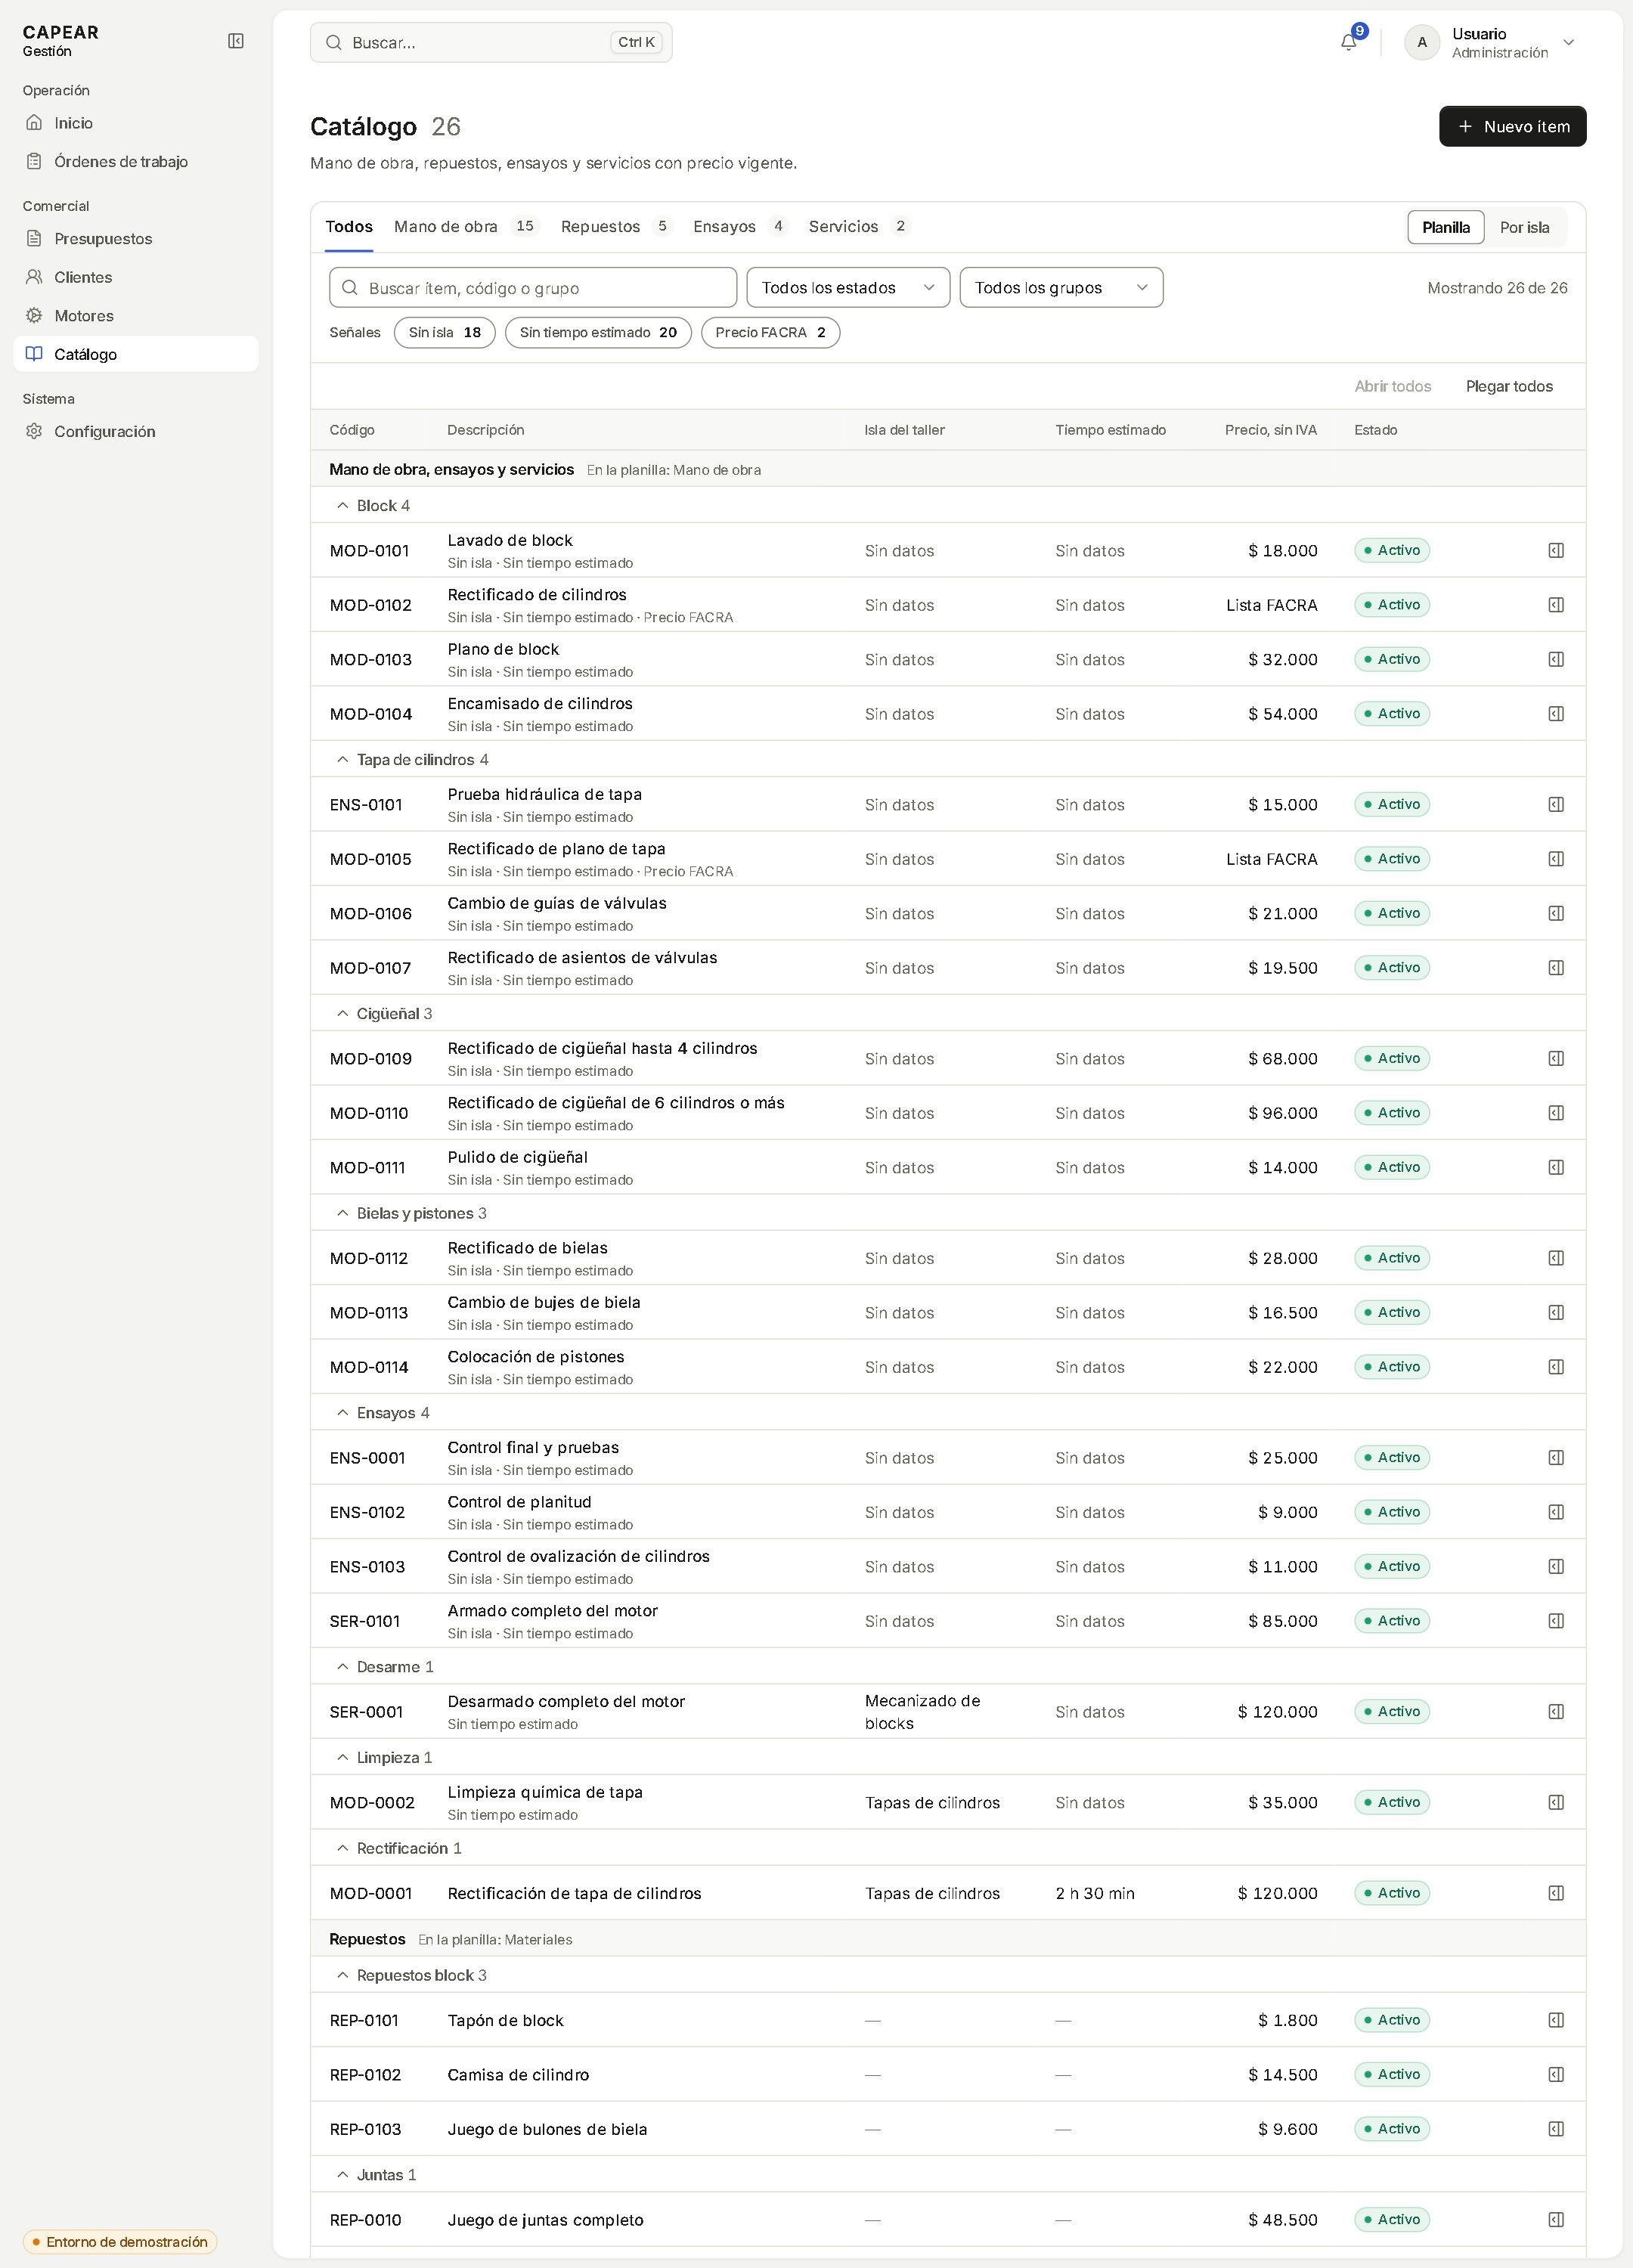 CAPEAR
Gestión
Operación
Inicio
Órdenes de trabajo
Comercial
Presupuestos
Clientes
Motores
Catálogo
Sistema
Configuración
Entorno de demostración
Buscar... Ctrl K
9
A Usuario
Administración
Catálogo 26
Nuevo ítem
Mano de obra, repuestos, ensayos y servicios con precio vigente.
Todos Mano de obra 15 Repuestos 5 Ensayos 4 Servicios 2 Planilla Por isla
Buscar ítem, código o grupo Todos los estados Todos los grupos Mostrando 26 de 26
Señales Sin isla 18 Sin tiempo estimado 20 Precio FACRA 2
Abrir todos Plegar todos
Código Descripción Isla del taller Tiempo estimado Precio, sin IVA Estado
Mano de obra, ensayos y servicios En la planilla: Mano de obra
Block 4
MOD-0101 Lavado de block Sin datos Sin datos $ 18.000 Activo
Sin isla · Sin tiempo estimado
MOD-0102 Rectificado de cilindros Sin datos Sin datos Lista FACRA Activo
Sin isla · Sin tiempo estimado · Precio FACRA
MOD-0103 Plano de block Sin datos Sin datos $ 32.000 Activo
Sin isla · Sin tiempo estimado
MOD-0104 Encamisado de cilindros Sin datos Sin datos $ 54.000 Activo
Sin isla · Sin tiempo estimado
Tapa de cilindros 4
ENS-0101 Prueba hidráulica de tapa Sin datos Sin datos $ 15.000 Activo
Sin isla · Sin tiempo estimado
MOD-0105 Rectificado de plano de tapa Sin datos Sin datos Lista FACRA Activo
Sin isla · Sin tiempo estimado · Precio FACRA
MOD-0106 Cambio de guías de válvulas Sin datos Sin datos $ 21.000 Activo
Sin isla · Sin tiempo estimado
MOD-0107 Rectificado de asientos de válvulas Sin datos Sin datos $ 19.500 Activo
Sin isla · Sin tiempo estimado
Cigüeñal 3
MOD-0109 Rectificado de cigüeñal hasta 4 cilindros Sin datos Sin datos $ 68.000 Activo
Sin isla · Sin tiempo estimado
MOD-0110 Rectificado de cigüeñal de 6 cilindros o más Sin datos Sin datos $ 96.000 Activo
Sin isla · Sin tiempo estimado
MOD-0111 Pulido de cigüeñal Sin datos Sin datos $ 14.000 Activo
Sin isla · Sin tiempo estimado
Bielas y pistones 3
MOD-0112 Rectificado de bielas Sin datos Sin datos $ 28.000 Activo
Sin isla · Sin tiempo estimado
MOD-0113 Cambio de bujes de biela Sin datos Sin datos $ 16.500 Activo
Sin isla · Sin tiempo estimado
MOD-0114 Colocación de pistones Sin datos Sin datos $ 22.000 Activo
Sin isla · Sin tiempo estimado
Ensayos 4
ENS-0001 Control final y pruebas Sin datos Sin datos $ 25.000 Activo
Sin isla · Sin tiempo estimado
ENS-0102 Control de planitud Sin datos Sin datos $ 9.000 Activo
Sin isla · Sin tiempo estimado
ENS-0103 Control de ovalización de cilindros Sin datos Sin datos $ 11.000 Activo
Sin isla · Sin tiempo estimado
SER-0101 Armado completo del motor Sin datos Sin datos $ 85.000 Activo
Sin isla · Sin tiempo estimado
Desarme 1
SER-0001 Desarmado completo del motor Mecanizado de blocks Sin datos $ 120.000 Activo
Sin tiempo estimado
Limpieza 1
MOD-0002 Limpieza química de tapa Tapas de cilindros Sin datos $ 35.000 Activo
Sin tiempo estimado
Rectificación 1
MOD-0001 Rectificación de tapa de cilindros Tapas de cilindros 2 h 30 min $ 120.000 Activo
Repuestos En la planilla: Materiales
Repuestos block 3
REP-0101 Tapón de block — — $ 1.800 Activo
REP-0102 Camisa de cilindro — — $ 14.500 Activo
REP-0103 Juego de bulones de biela — — $ 9.600 Activo
Juntas 1
REP-0010 Juego de juntas completo — — $ 48.500 Activo